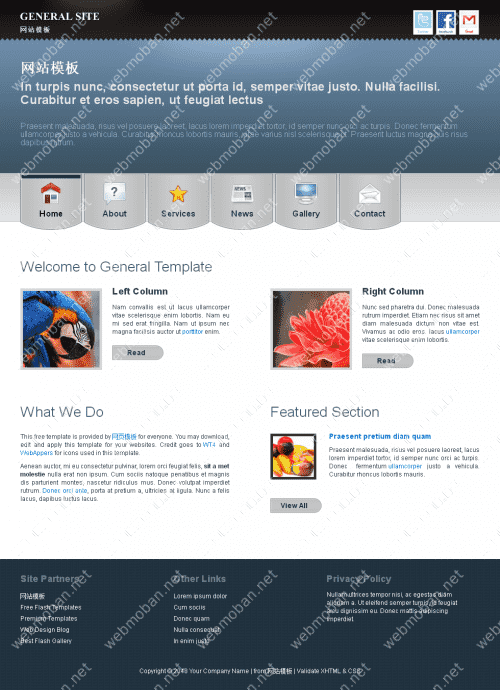 GENERAL SITE
网站模板
网站模板
In turpis nunc, consectetur ut porta id, semper vitae justo. Nulla facilisi.
Curabitur et eros sapien, ut feugiat lectus
Praesent malesuada, risus vel posuere laoreet, lacus lorem imperdiet tortor, id semper nunc orci ac turpis. Donec fermentum
ullamcorper justo a vehicula. Curabitur rhoncus lobortis mauris, vitae varius nisl scelerisque et. Praesent luctus magna quis risus
dapibus rutrum.
Home
About
Services
News
Gallery
Contact
Welcome to General Template
Left Column
Nam convallis est ut lacus ullamcorper
vitae scelerisque enim lobortis. Nam eu
mi sed erat fringilla. Nam ut ipsum nec
magna facilisis auctor ut porttitor enim.
Read
Right Column
Nunc sed pharetra dui. Donec malesuada
rutrum imperdiet. Etiam nec risus sit amet
diam malesuada dictum non vitae est.
Vivamus ac odio eros. lacus ullamcorper
vitae scelerisque enim lobortis.
Read
What We Do
This free template is provided by 网页模板 for everyone. You may download,
edit and apply this template for your websites. Credit goes to WT4 and
WebAppers for icons used in this template.
Aenean auctor, mi eu consectetur pulvinar, lorem orci feugiat felis, sit a met
molestie nulla erat non ipsum. Cum sociis natoque penatibus et magnis
dis parturient montes, nascetur ridiculus mus. Donec volutpat imperdiet
rutrum. Donec orci ante, porta at pretium a, ultricies at ligula. Nunc a felis
lacus, dapibus luctus lacus.
Featured Section
Praesent pretium diam quam
Praesent malesuada, risus vel posuere laoreet, lacus
lorem imperdiet tortor, id semper nunc orci ac turpis.
Donec fermentum ullamcorper justo a vehicula.
Curabitur rhoncus lobortis mauris.
View All
Site Partners
网站模板
Free Flash Templates
Premium Templates
Web Design Blog
Best Flash Gallery
Other Links
Lorem ipsum dolor
Cum sociis
Donec quam
Nulla consequat
In enim justo
Privacy Policy
Nullam ultrices tempor nisi, ac egestas diam
aliquam a. Ut eleifend semper turpis, id feugiat
arcu dignissim eu. Donec mattis adipiscing
imperdiet.
Copyright © 2048 Your Company Name | from 网站模板 | Validate XHTML & CSS
webmoban.net